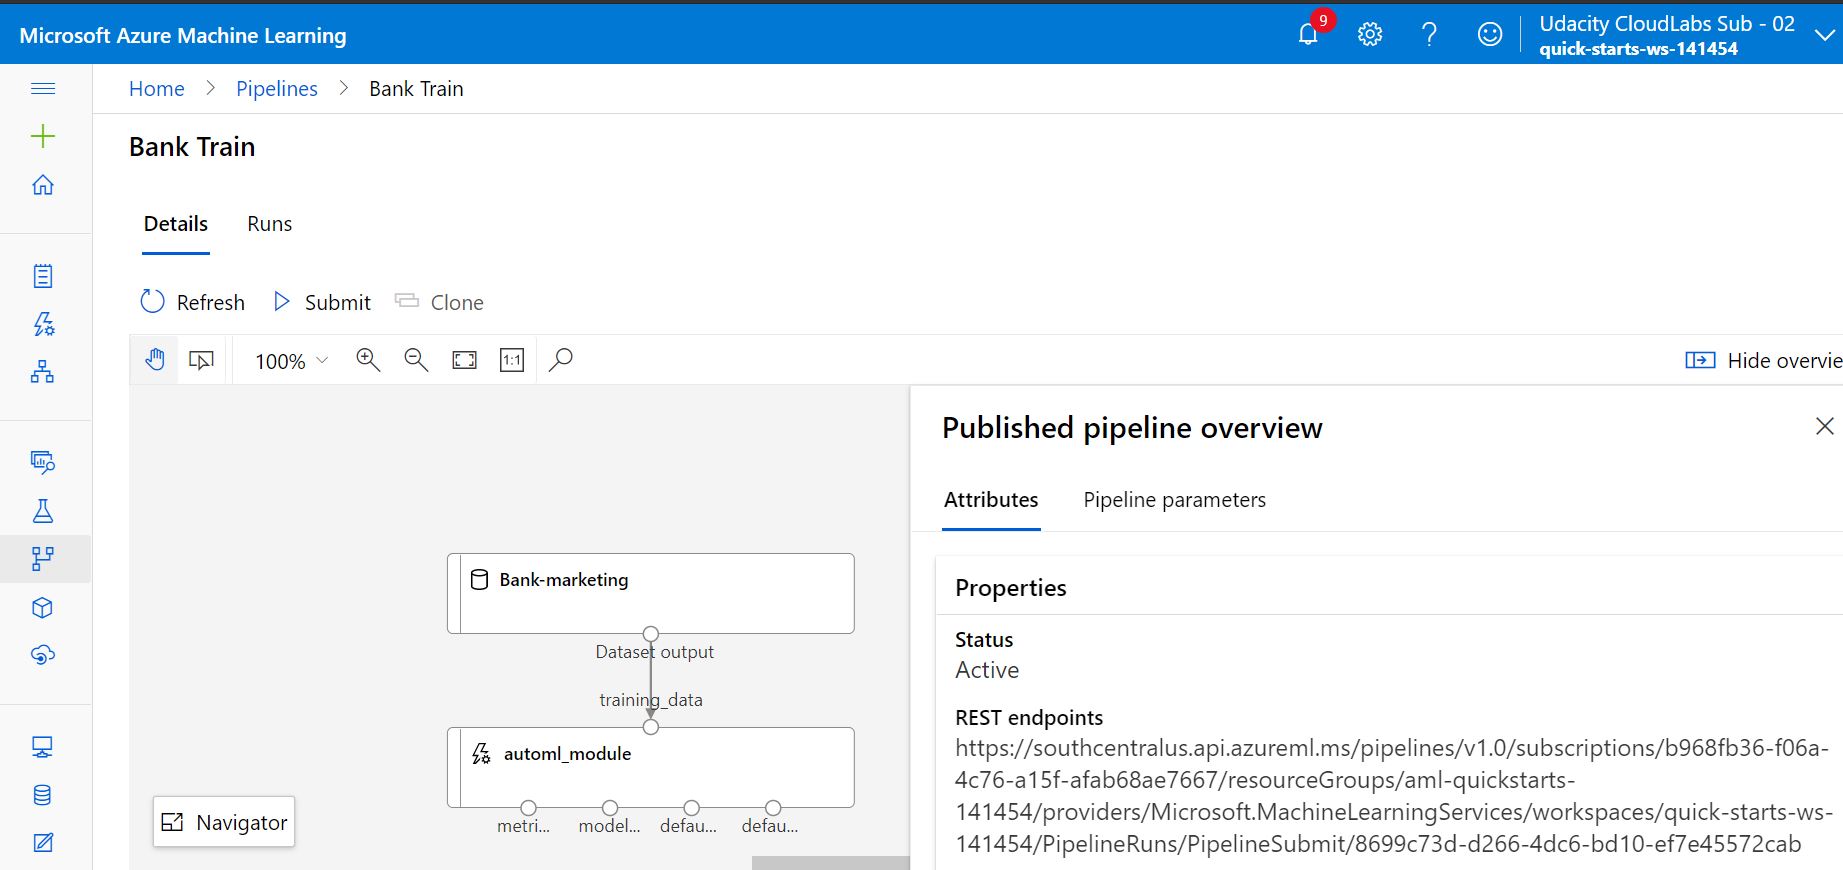 Microsoft Azure Machine Learning
9
Udacity CloudLabs Sub - 02
quick-starts-ws-141454
Home > Pipelines > Bank Train
Bank Train
Details Runs
Refresh Submit Clone
100% 1:1 Hide overvie
Published pipeline overview
Attributes Pipeline parameters
Properties
Status
Active
REST endpoints
https://southcentralus.api.azureml.ms/pipelines/v1.0/subscriptions/b968fb36-f06a-
4c76-a15f-afab68ae7667/resourceGroups/aml-quickstarts-
141454/providers/Microsoft.MachineLearningServices/workspaces/quick-starts-ws-
141454/PipelineRuns/PipelineSubmit/8699c73d-d266-4dc6-bd10-ef7e45572cab
Bank-marketing
Dataset output
training_data
automl_module
metri... model... defau... defau...
Navigator